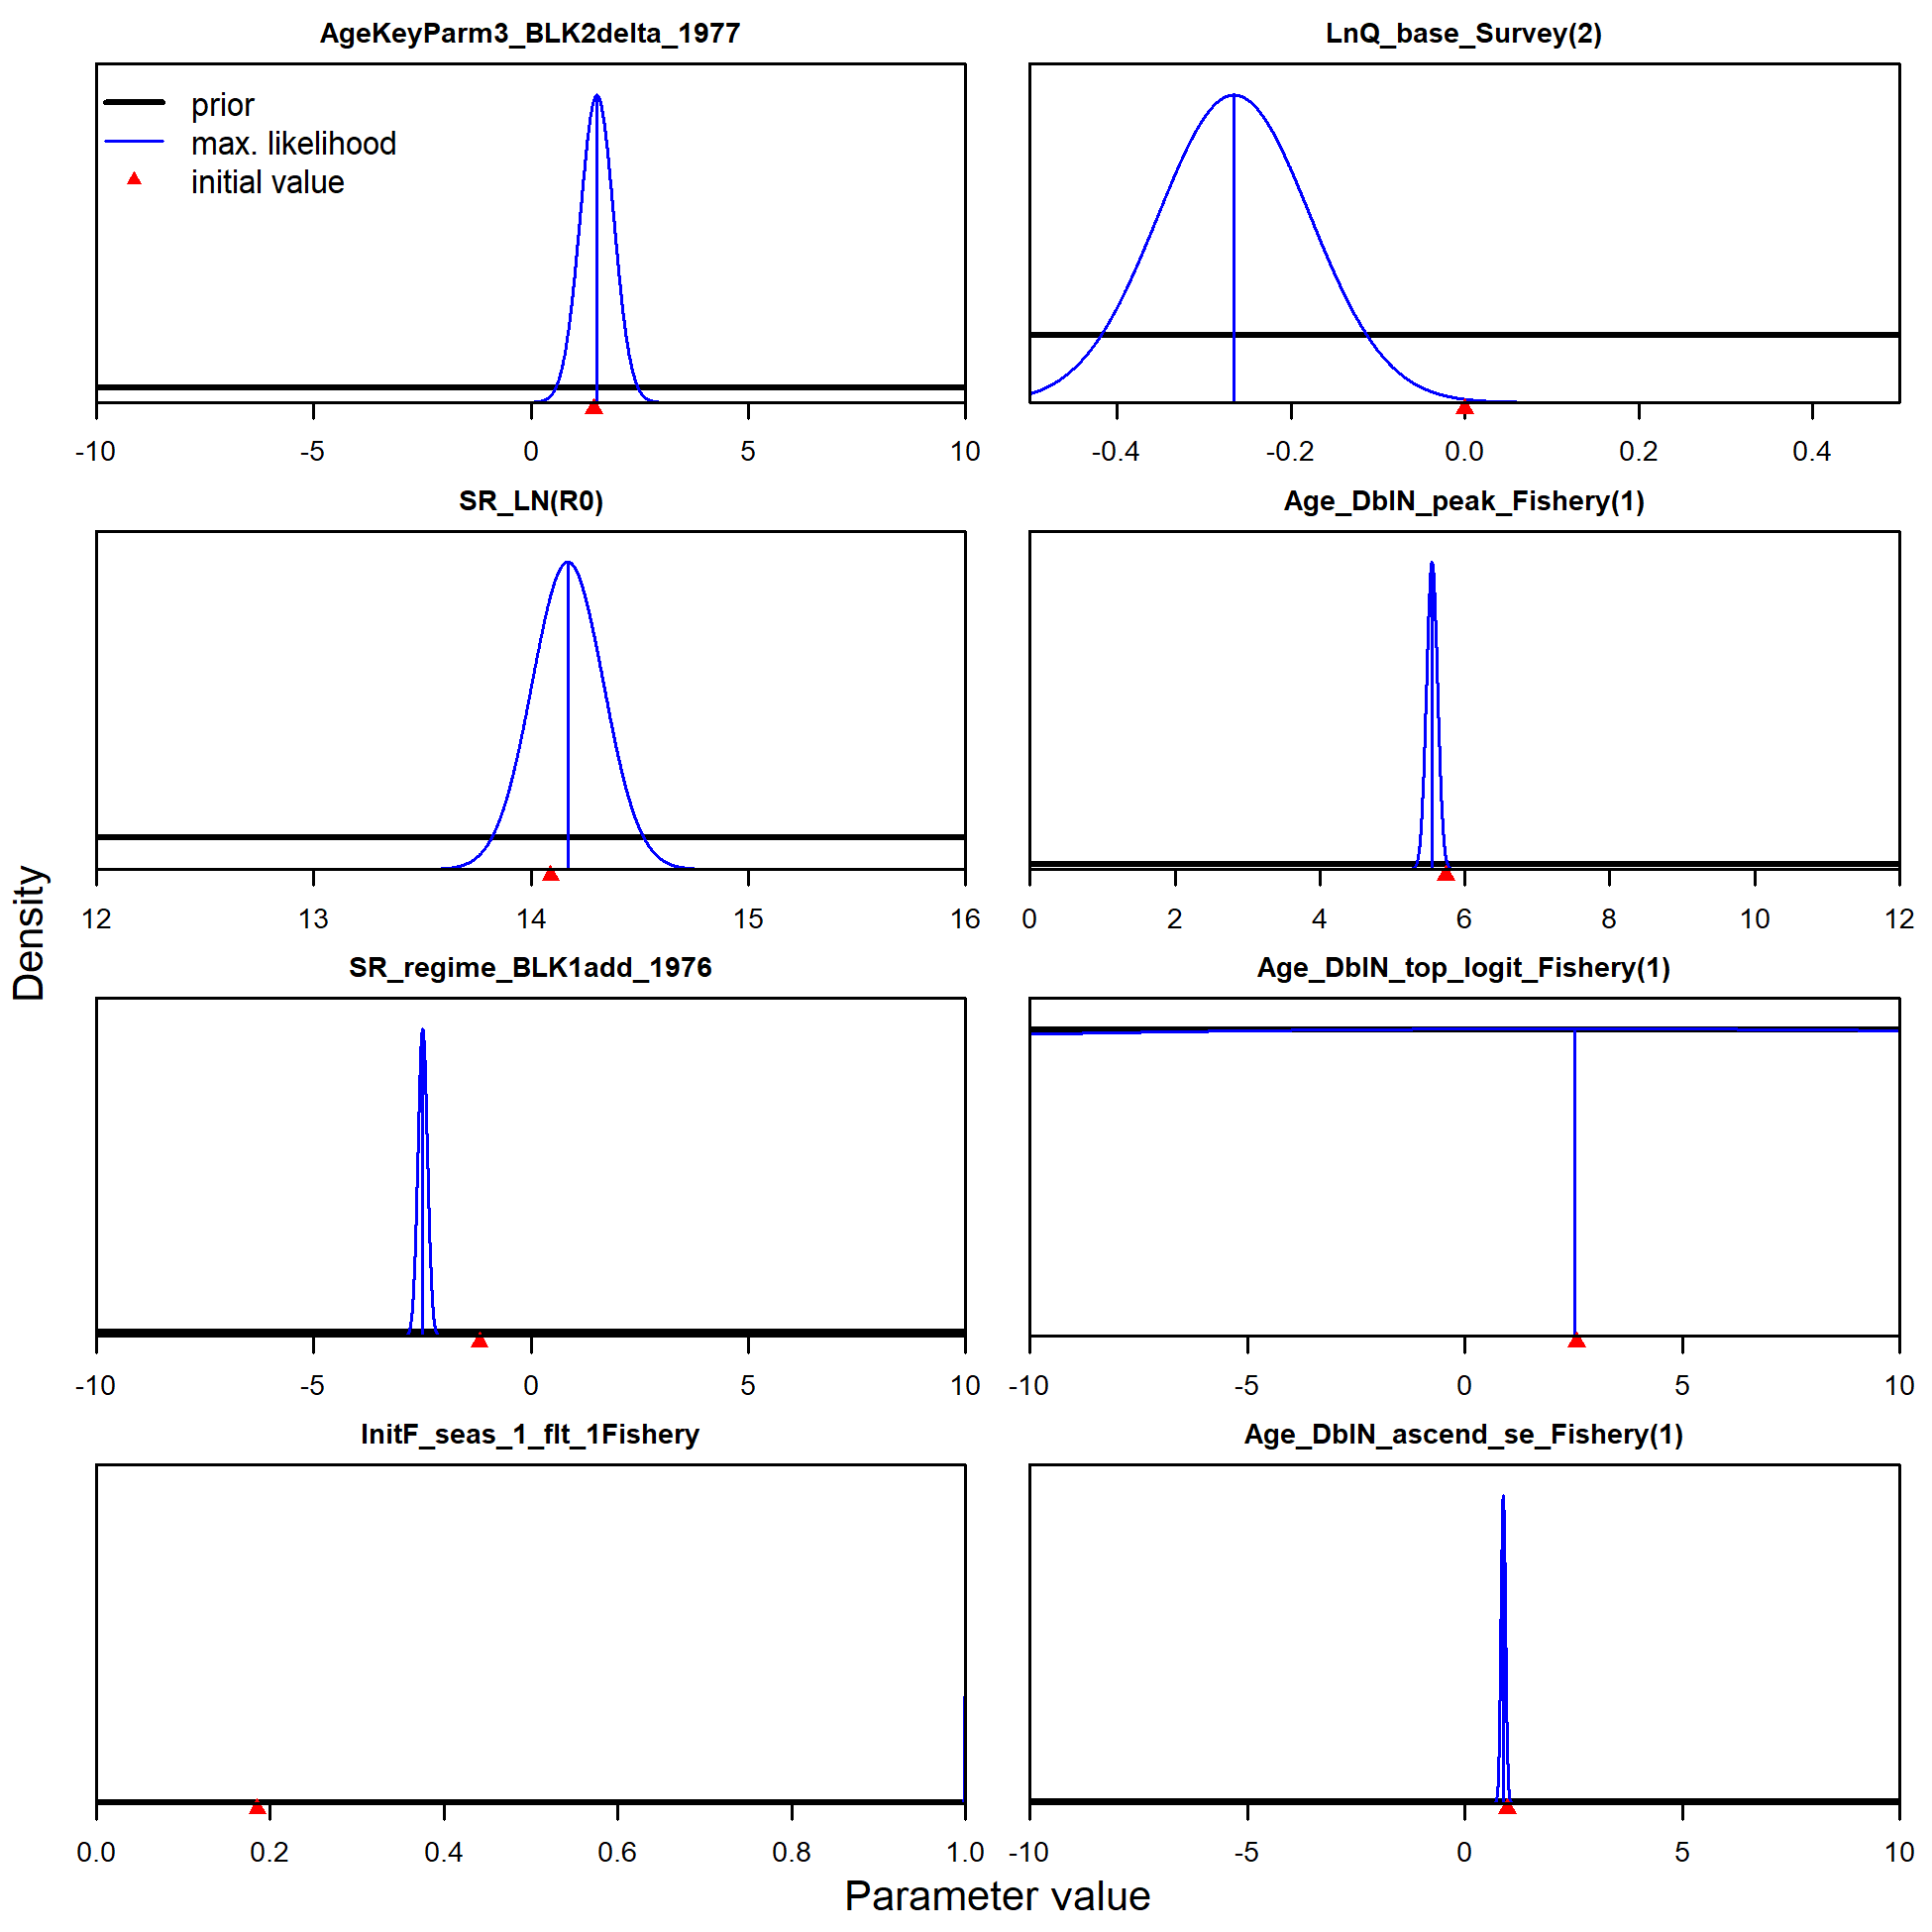 AgeKeyParm3_BLK2delta_1977
prior
max. likelihood
initial value
-10 -5 0 5 10
LnQ_base_Survey(2)
-0.4 -0.2 0.0 0.2 0.4
SR_LN(R0)
12 13 14 15 16
Age_DblN_peak_Fishery(1)
0 2 4 6 8 10 12
SR_regime_BLK1add_1976
-10 -5 0 5 10
Age_DblN_top_logit_Fishery(1)
-10 -5 0 5 10
InitF_seas_1_flt_1Fishery
0.0 0.2 0.4 0.6 0.8 1.0
Age_DblN_ascend_se_Fishery(1)
-10 -5 0 5 10
Density
Parameter value